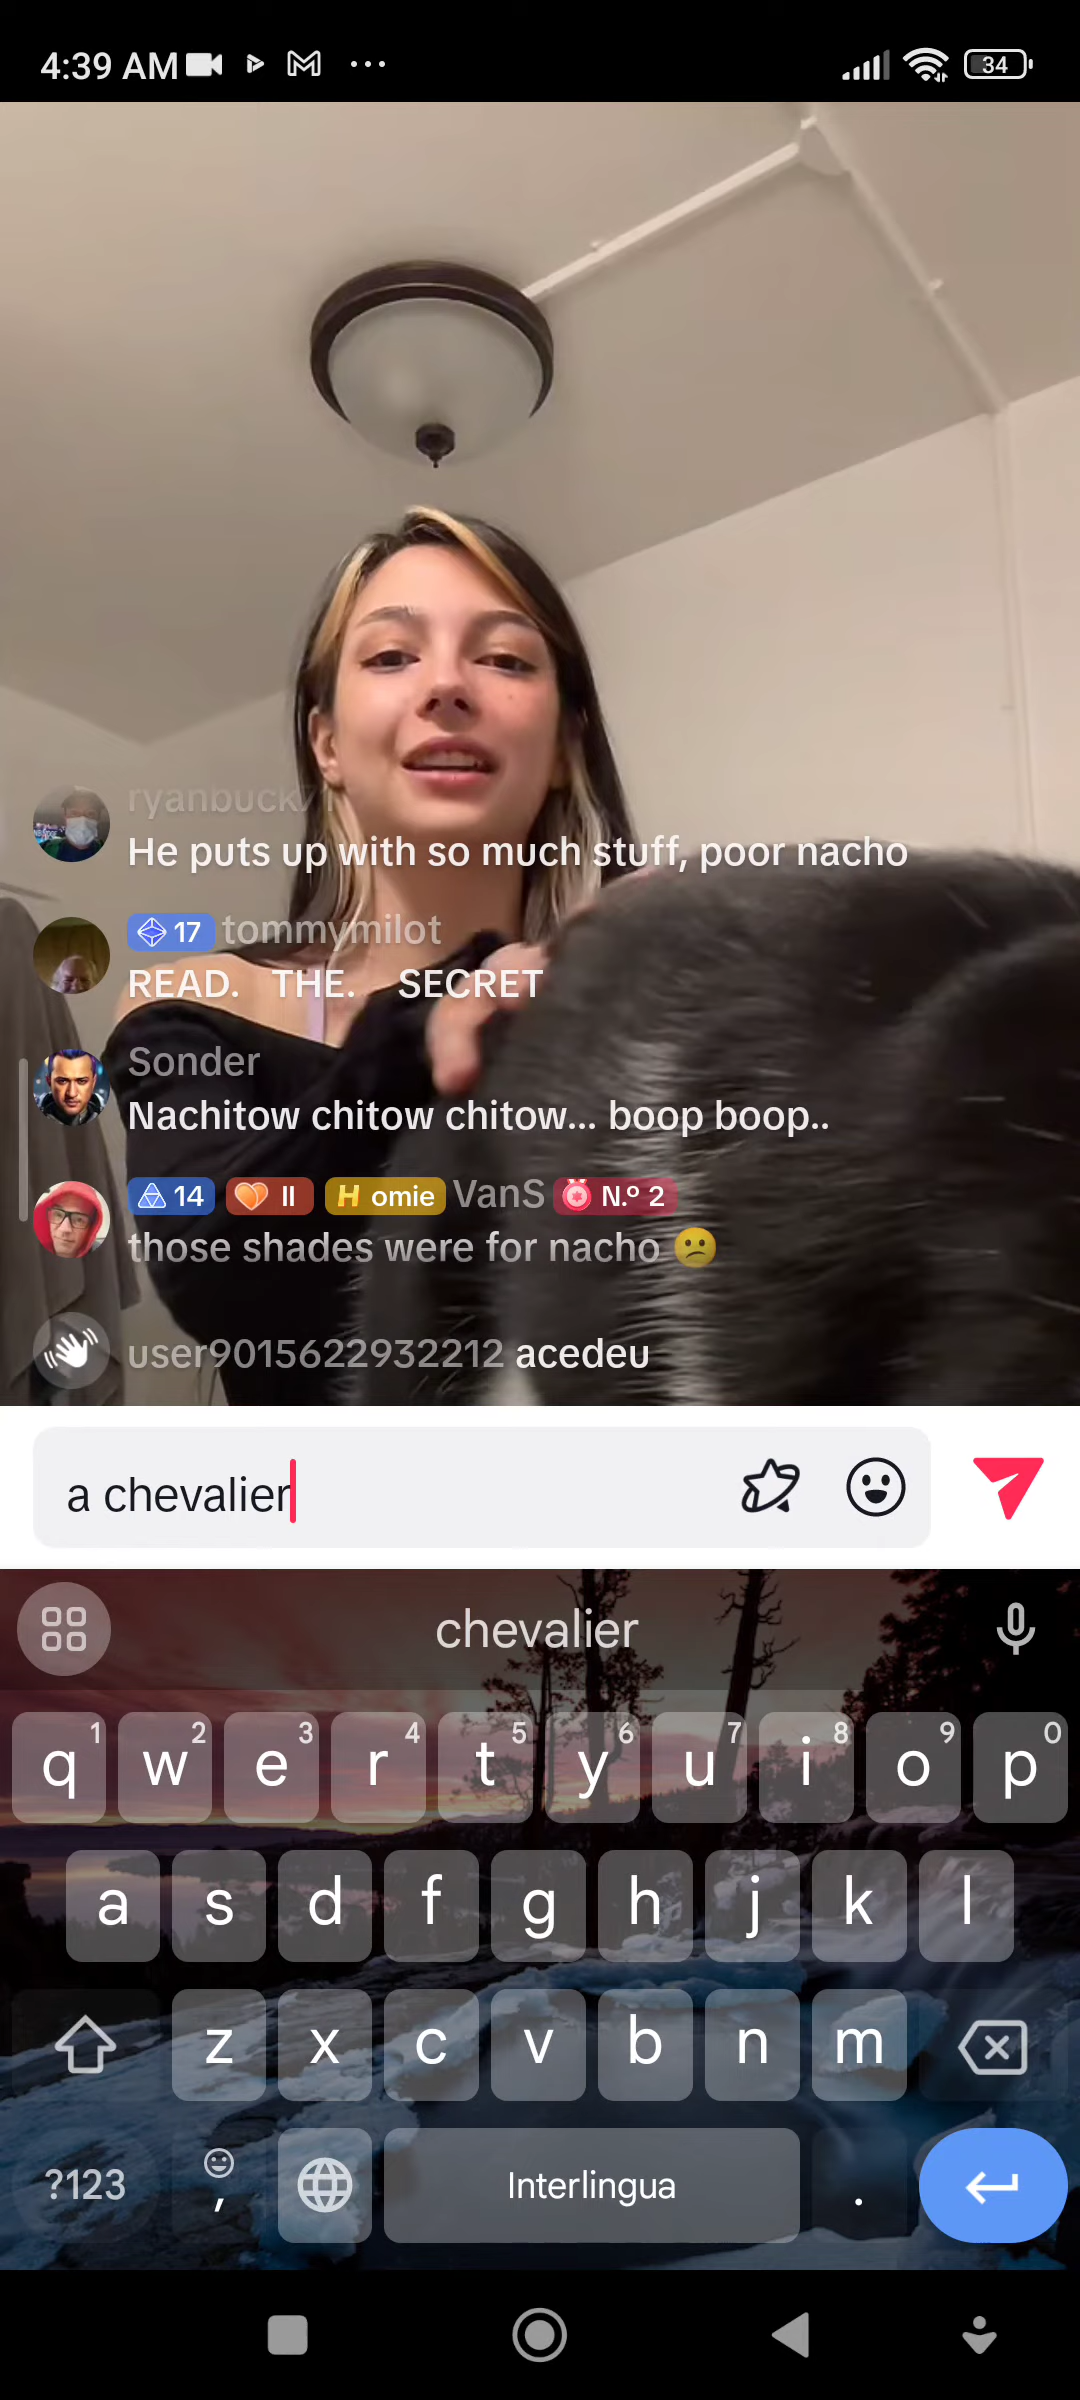 4:39 AM
34
ryanbuck71
He puts up with so much stuff, poor nacho
17 tommymilot
READ. THE. SECRET
Sonder
Nachitow chitow chitow... boop boop..
14 II H omie VanS N.º 2
those shades were for nacho 😕
user9015622932212 acedeu
a chevalier
chevalier
q 1 w 2 e 3 r 4 t 5 y 6 u 7 i 8 o 9 p 0
a s d f g h j k l
z x c v b n m
?123 , Interlingua .